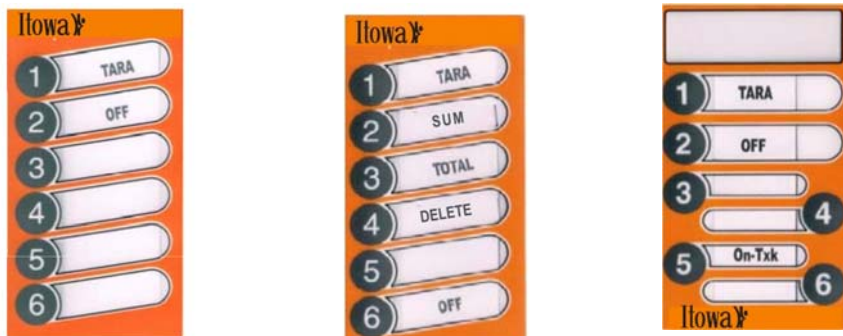 Itowa
1 TARA
2 OFF
3
4
5
6
Itowa
1 TARA
2 SUM
3 TOTAL
4 DELETE
5
6 OFF
1 TARA
2 OFF
3
4
5 On-Txk
6
Itowa